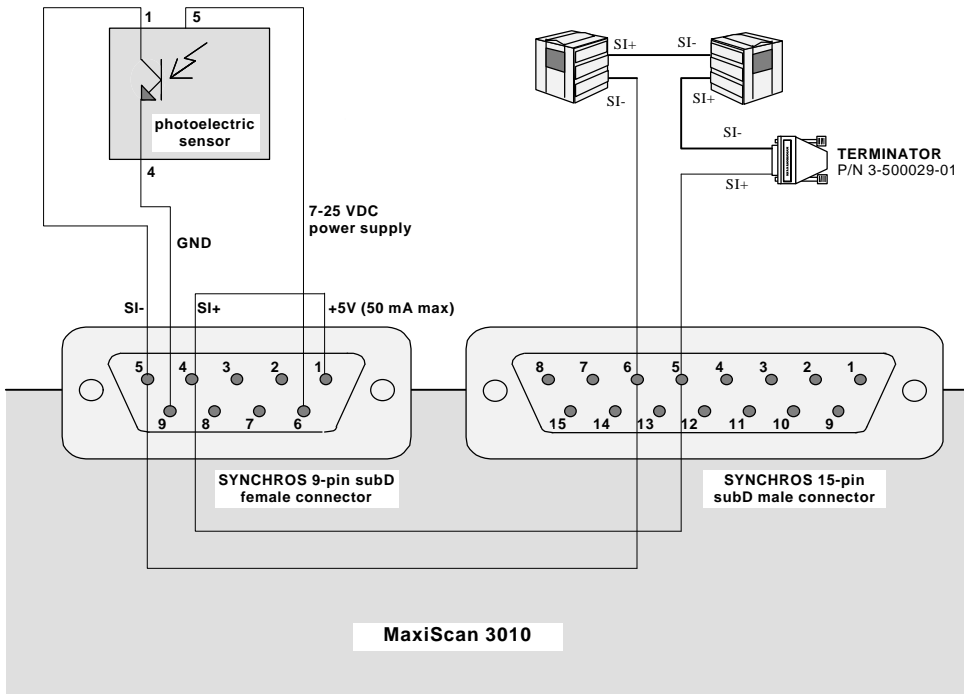 1 5
photoelectric
sensor
4
7-25 VDC
power supply
GND
SI- SI+ +5V (50 mA max)
SI+ SI-
SI- SI+
SI-
SI+
TERMINATOR
P/N 3-500029-01
5 4 3 2 1
9 8 7 6
8 7 6 5 4 3 2 1
15 14 13 12 11 10 9
SYNCHROS 9-pin subD
female connector
SYNCHROS 15-pin
subD male connector
MaxiScan 3010